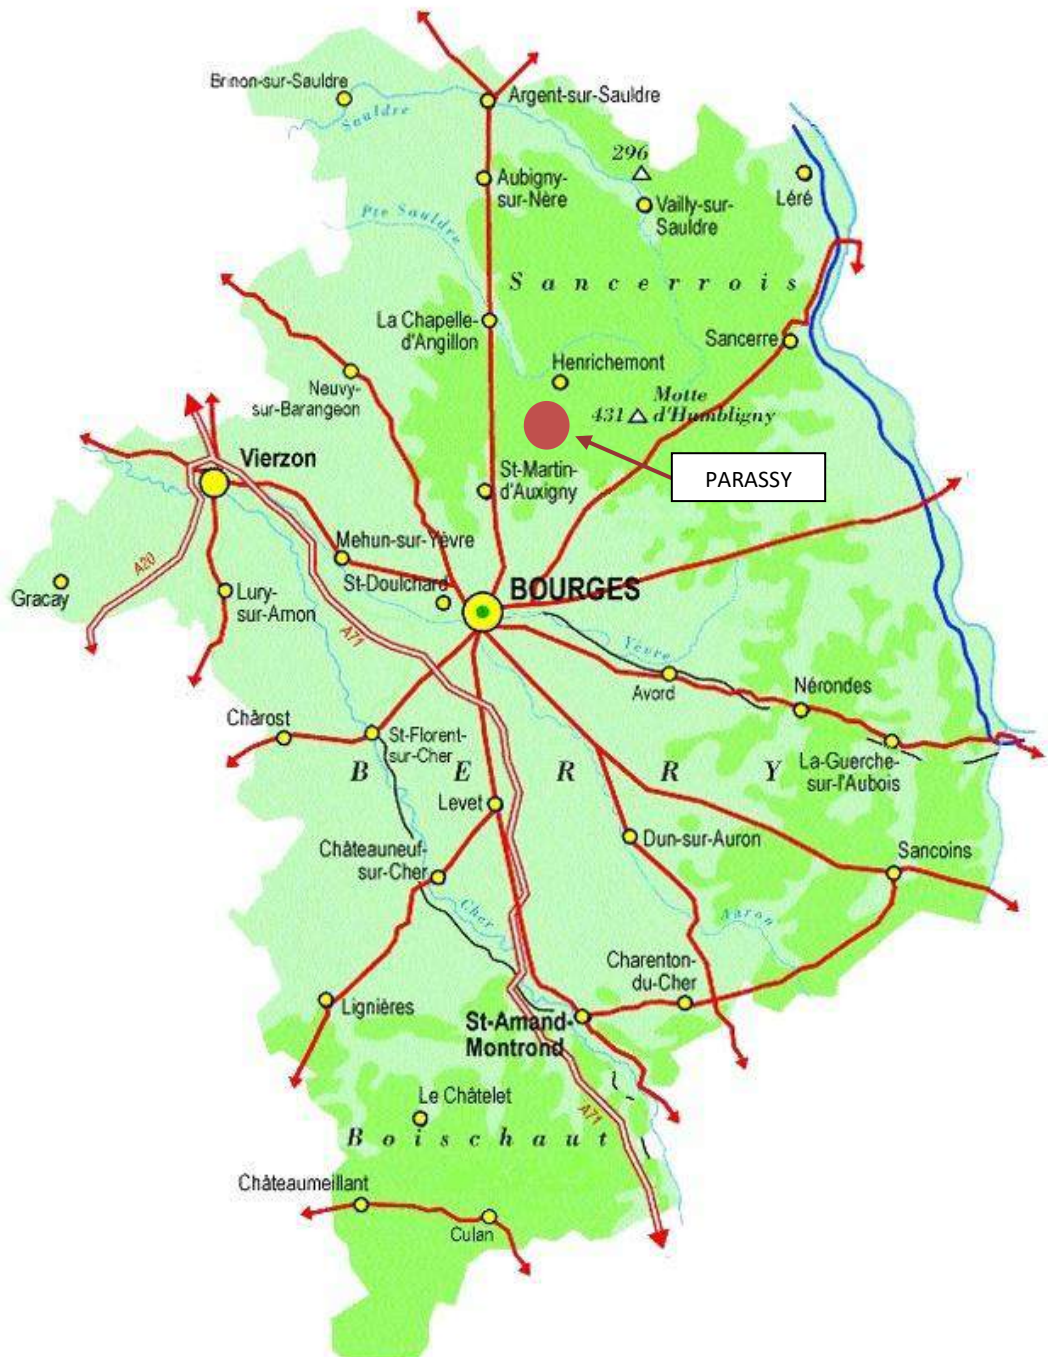 Brinon-sur-Sauldre
Argent-sur-Sauldre
Sauldre
296
Aubigny-
sur-Nère
Léré
Vailly-sur-
Sauldre
Pte Sauldre
Sancerrois
La Chapelle-
d'Angillon
Sancerre
Henrichemont
Neuvy-
sur-Barangeon
Motte
d'Humbligny
431
Vierzon
St-Martin-
d'Auxigny
PARASSY
Mehun-sur-Yèvre
A20
St-Doulchard
BOURGES
Gracay
Lury-
sur-Arnon
A71
Yèvre
Avord
Nérondes
Chârost
St-Florent-
sur-Cher
BERRY
La-Guerche-
sur-l'Aubois
Levet
Dun-sur-Auron
Châteauneuf-
sur-Cher
Sancoins
Cher
Auron
Charenton-
du-Cher
Lignières
St-Amand-
Montrond
Le Châtelet
A71
Boischaut
Châteaumeillant
Culan